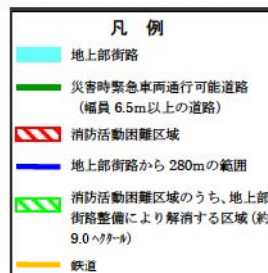 凡 例
地上部街路
災害時緊急車両通行可能道路
(幅員 6.5m以上の道路)
消防活動困難区域
地上部街路から 280mの範囲
消防活動困難区域のうち、地上部
街路整備により解消する区域 (約
9.0 ﾍｸﾀｰﾙ)
鉄道